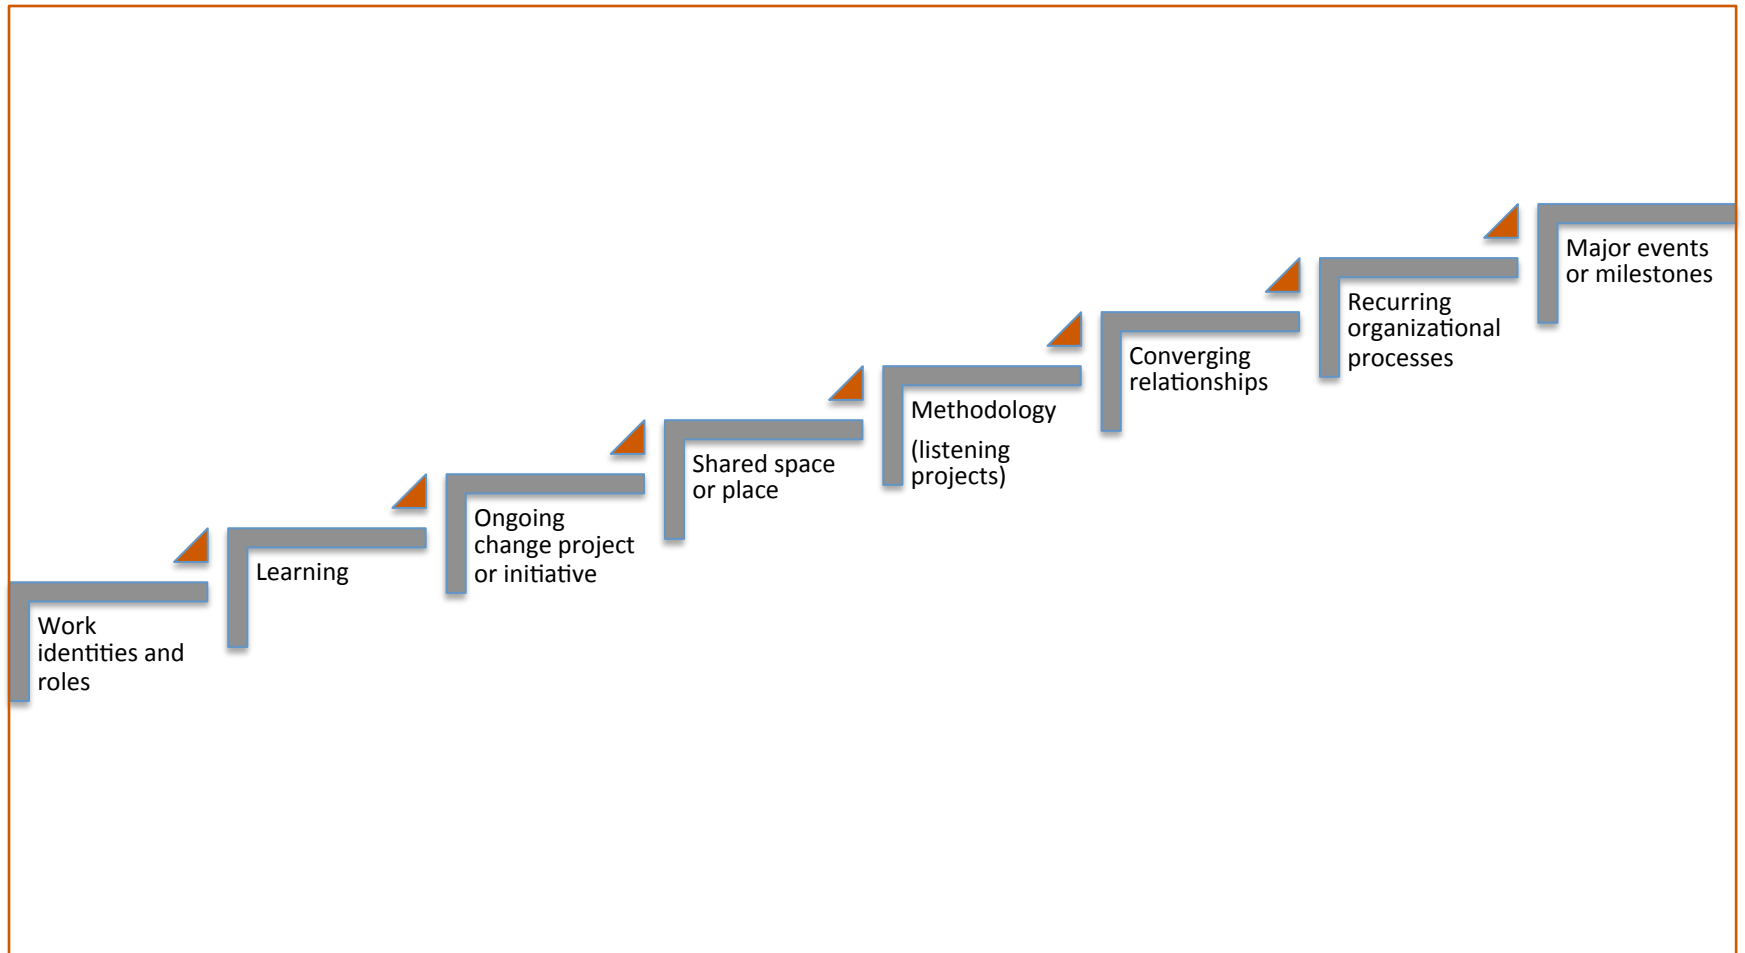 Work
identities and
roles
Learning
Ongoing
change project
or initiative
Shared space
or place
Methodology
(listening
projects)
Converging
relationships
Recurring
organizational
processes
Major events
or milestones